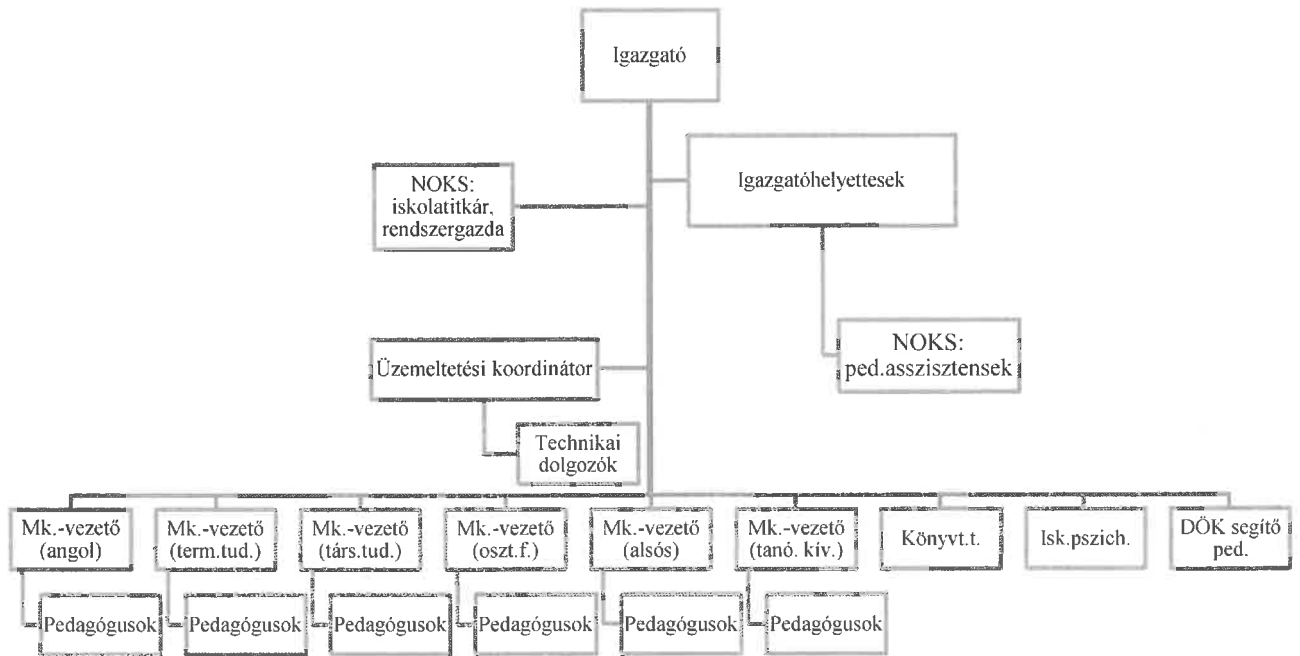 Igazgató
NOKS:
iskolatitkár,
rendszergazda
Igazgatóhelyettesek
NOKS:
ped.asszisztensek
Üzemeltetési koordinátor
Technikai
dolgozók
Mk.-vezető
(angol)
Mk.-vezető
(term.tud.)
Mk.-vezető
(társ.tud.)
Mk.-vezető
(oszt.f.)
Mk.-vezető
(alsós)
Mk.-vezető
(tanó. kív.)
Könyvt.t.
Isk.pszich.
DÖK segítő
ped.
Pedagógusok
Pedagógusok
Pedagógusok
Pedagógusok
Pedagógusok
Pedagógusok